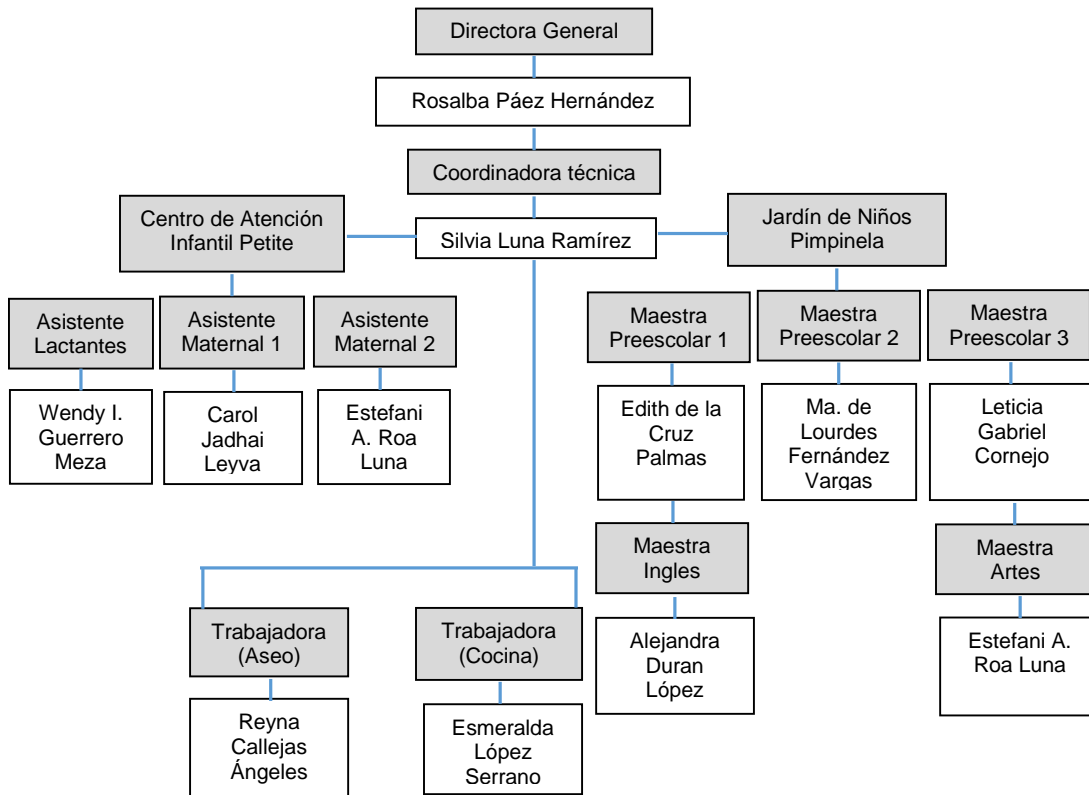 Directora General
Rosalba Páez Hernández
Coordinadora técnica
Centro de Atención
Infantil Petite
Silvia Luna Ramírez
Jardín de Niños
Pimpinela
Asistente
Lactantes
Asistente
Maternal 1
Asistente
Maternal 2
Maestra
Preescolar 1
Maestra
Preescolar 2
Maestra
Preescolar 3
Wendy I.
Guerrero
Meza
Carol
Jadhai
Leyva
Estefani
A. Roa
Luna
Edith de la
Cruz
Palmas
Ma. de
Lourdes
Fernández
Vargas
Leticia
Gabriel
Cornejo
Maestra
Ingles
Maestra
Artes
Trabajadora
(Aseo)
Trabajadora
(Cocina)
Alejandra
Duran
López
Estefani A.
Roa Luna
Reyna
Callejas
Ángeles
Esmeralda
López
Serrano